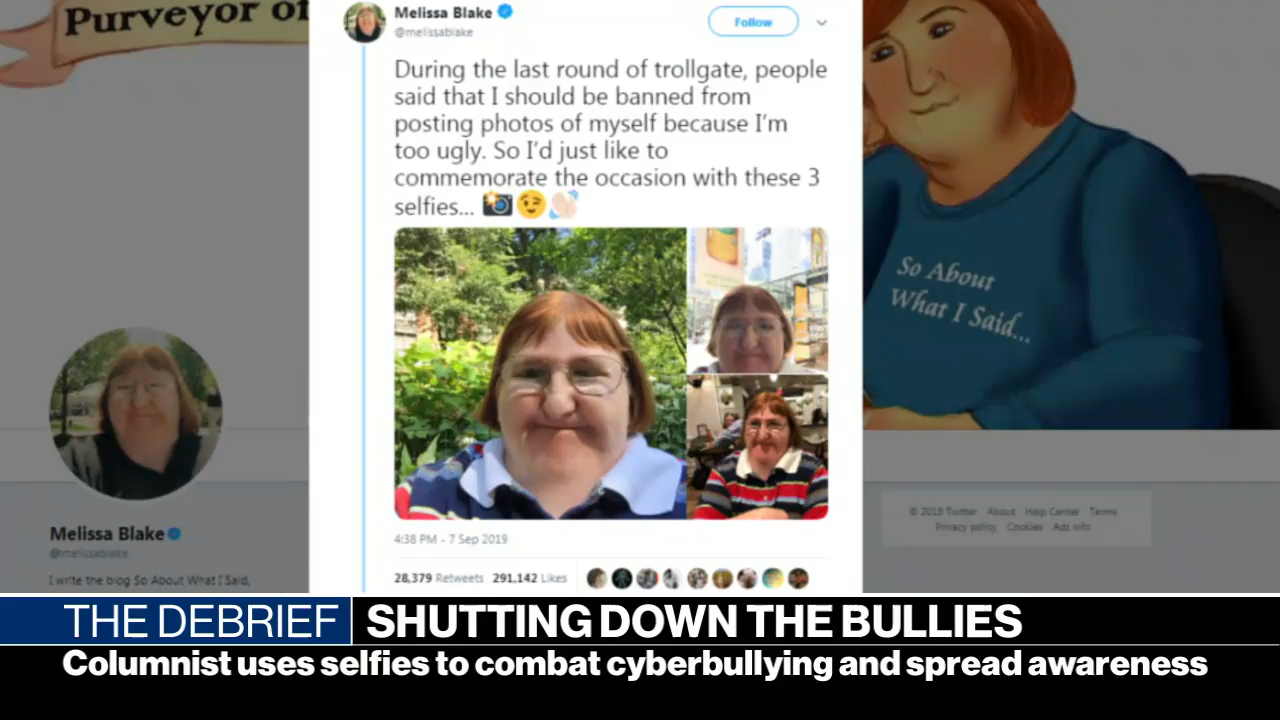 Purveyor of
Melissa Blake
@melissablake
Follow
During the last round of trollgate, people
said that I should be banned from
posting photos of myself because I'm
too ugly. So I'd just like to
commemorate the occasion with these 3
selfies...
4:38 PM - 7 Sep 2019
28,379 Retweets 291,142 Likes
So About
What I Said...
Melissa Blake
@melissablake
I write the blog So About What I Said,
© 2019 Twitter About Help Center Terms
Privacy policy Cookies Ads info
THE DEBRIEF SHUTTING DOWN THE BULLIES
Columnist uses selfies to combat cyberbullying and spread awareness